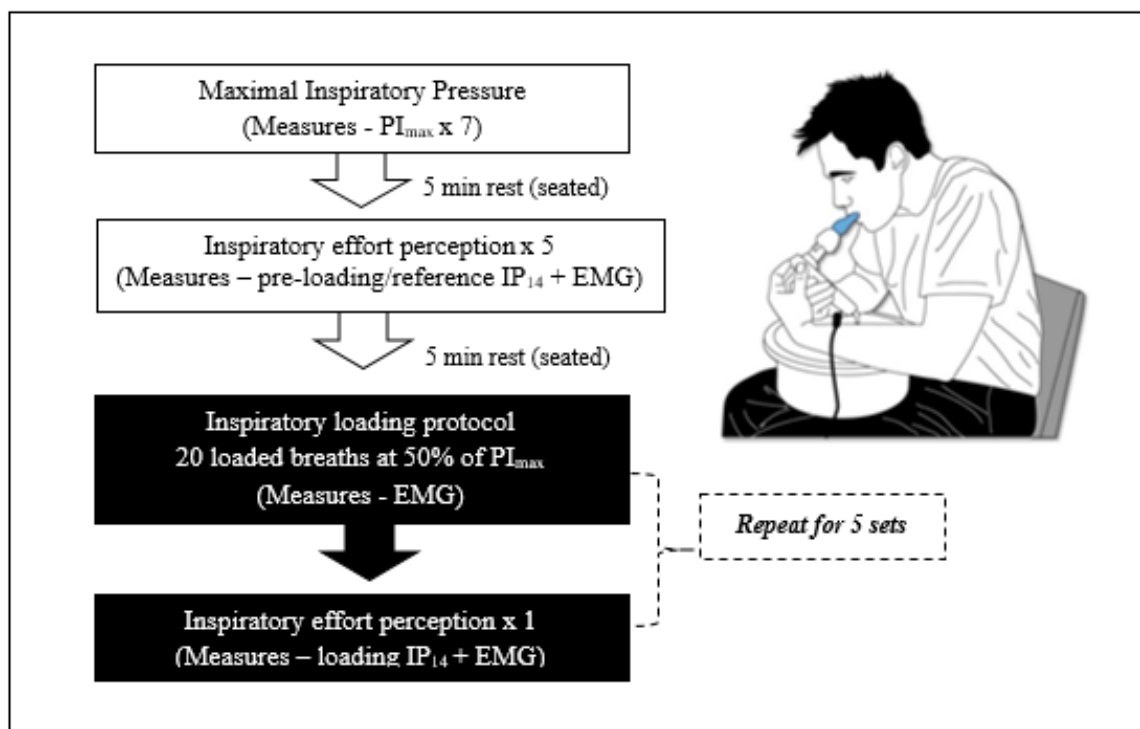 Maximal Inspiratory Pressure
(Measures - PImax x 7)
5 min rest (seated)
Inspiratory effort perception x 5
(Measures – pre-loading/reference IP14 + EMG)
5 min rest (seated)
Inspiratory loading protocol
20 loaded breaths at 50% of PImax
(Measures - EMG)
Repeat for 5 sets
Inspiratory effort perception x 1
(Measures – loading IP14 + EMG)